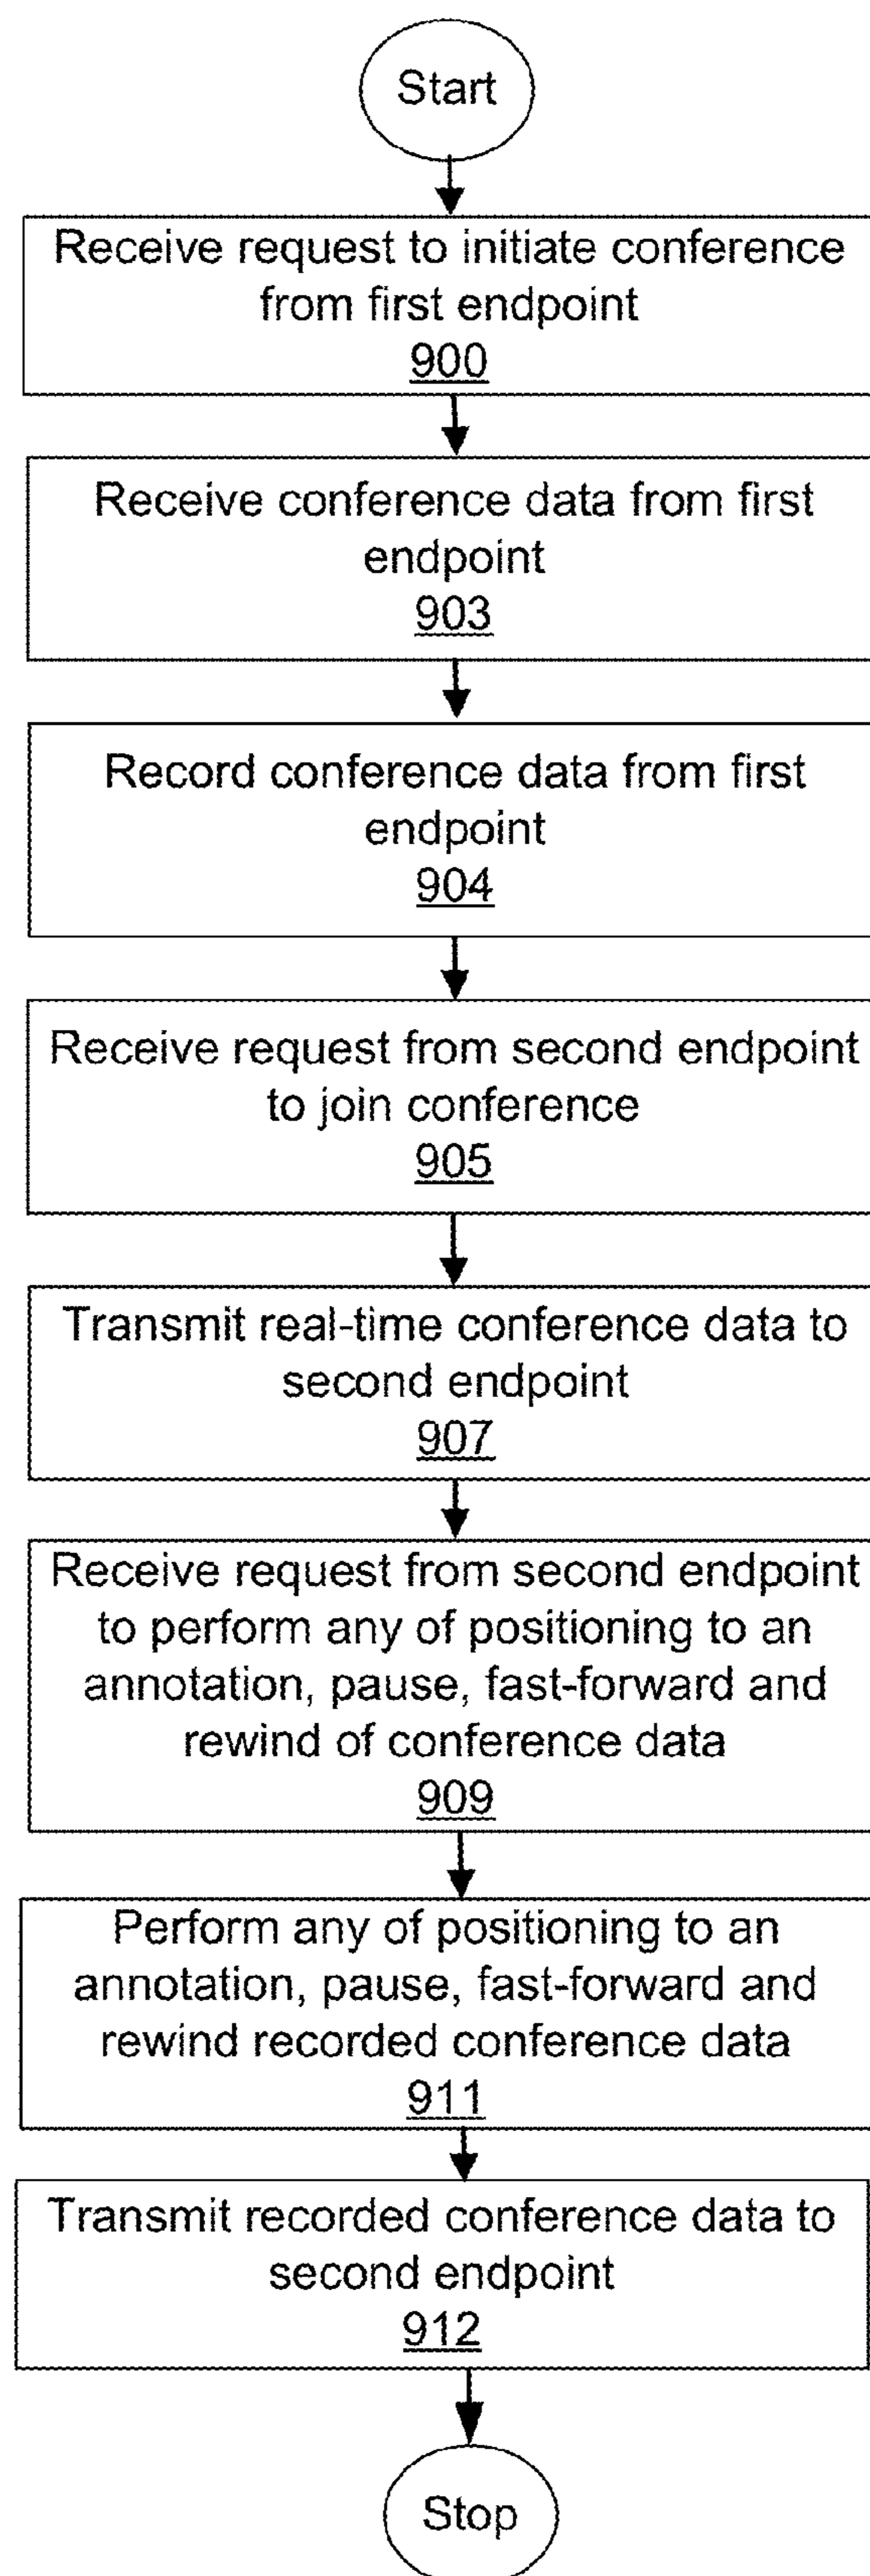 Start
Receive request to initiate conference
from first endpoint
900
Receive conference data from first
endpoint
903
Record conference data from first
endpoint
904
Receive request from second endpoint
to join conference
905
Transmit real-time conference data to
second endpoint
907
Receive request from second endpoint
to perform any of positioning to an
annotation, pause, fast-forward and
rewind of conference data
909
Perform any of positioning to an
annotation, pause, fast-forward and
rewind recorded conference data
911
Transmit recorded conference data to
second endpoint
912
Stop